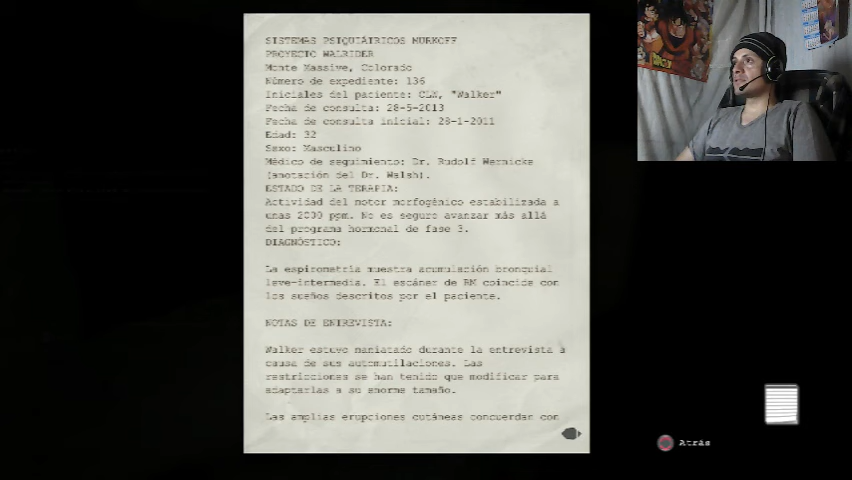 SISTEMAS PSIQUIÁTRICOS MURKOFF
PROYECTO WALRIDER
Monte Massive, Colorado
Número de expediente: 136
Iniciales del paciente: CLW, "Walker"
Fecha de consulta: 28-5-2013
Fecha de consulta inicial: 28-1-2011
Edad: 32
Sexo: Masculino
Médico de seguimiento: Dr. Rudolf Wernicke
(anotación del Dr. Walsh).
ESTADO DE LA TERAPIA:
Actividad del motor morfogénico estabilizada a
unas 2000 ppm. No es seguro avanzar más allá
del programa hormonal de fase 3.
DIAGNÓSTICO:
La espirometría muestra acumulación bronquial
leve-intermedia. El escáner de RM coincide con
los sueños descritos por el paciente.
NOTAS DE ENTREVISTA:
Walker estuvo maniatado durante la entrevista a
causa de sus automutilaciones. Las
restricciones se han tenido que modificar para
adaptarlas a su enorme tamaño.
Las amplias erupciones cutáneas concuerdan con
Atrás